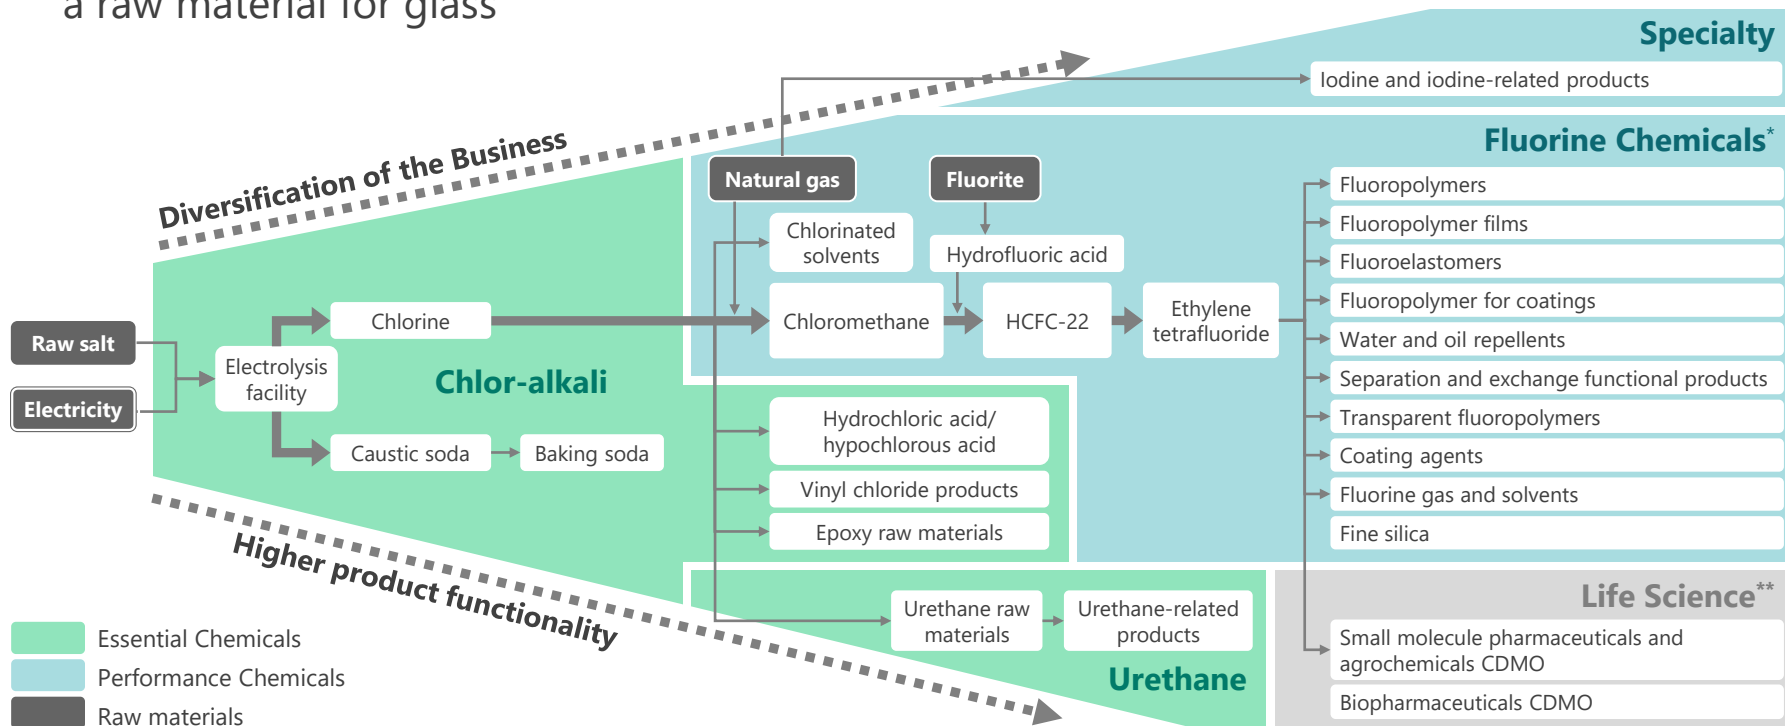 a raw material for glass
Specialty
Iodine and iodine-related products
Diversification of the Business
Fluorine Chemicals*
Natural gas
Fluorite
Fluoropolymers
Chlorinated
solvents
Fluoropolymer films
Hydrofluoric acid
Fluoroelastomers
Raw salt
Electricity
Electrolysis
facility
Chlorine
Chlor-alkali
Caustic soda
Baking soda
Chloromethane
HCFC-22
Ethylene
tetrafluoride
Fluoropolymer for coatings
Water and oil repellents
Separation and exchange functional products
Transparent fluoropolymers
Coating agents
Fluorine gas and solvents
Fine silica
Hydrochloric acid/
hypochlorous acid
Vinyl chloride products
Epoxy raw materials
Higher product functionality
Urethane raw
materials
Urethane-related
products
Urethane
Life Science**
Small molecule pharmaceuticals and
agrochemicals CDMO
Biopharmaceuticals CDMO
Essential Chemicals
Performance Chemicals
Raw materials